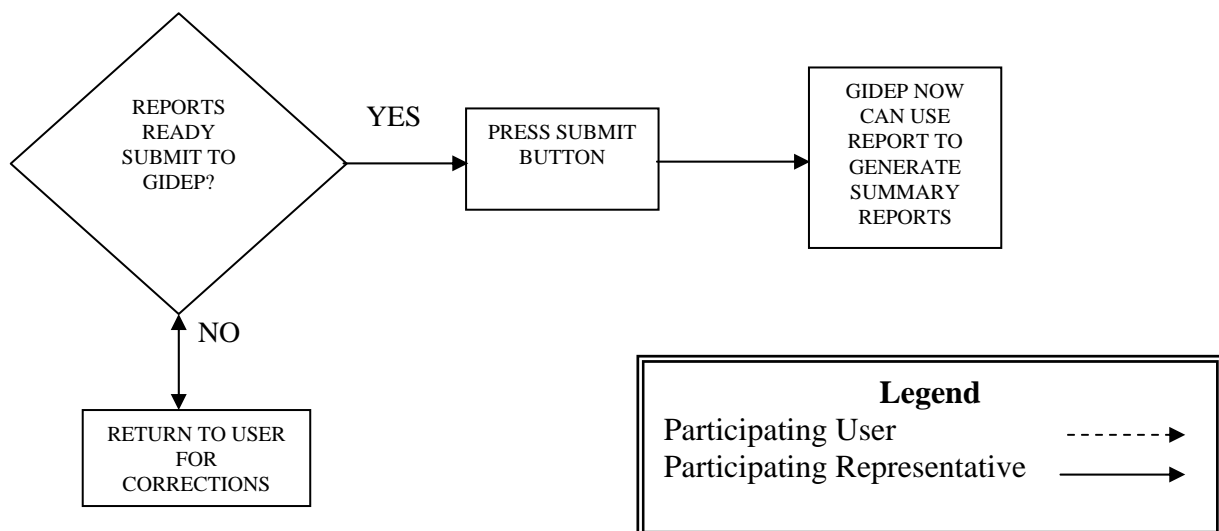 REPORTS
READY
SUBMIT TO
GIDEP?
YES
PRESS SUBMIT
BUTTON
GIDEP NOW
CAN USE
REPORT TO
GENERATE
SUMMARY
REPORTS
NO
RETURN TO USER
FOR
CORRECTIONS
Legend
Participating User
Participating Representative